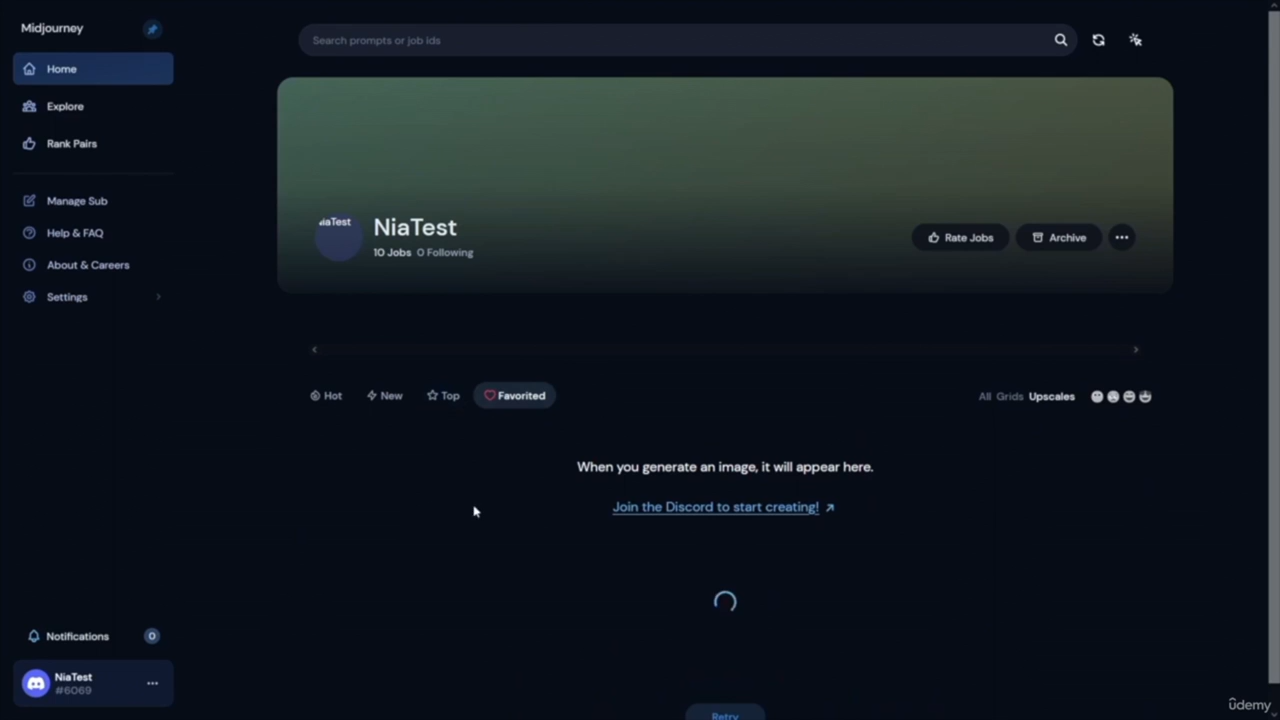 Midjourney
Search prompts or job ids
Home
Explore
Rank Pairs
Manage Sub
Help & FAQ
About & Careers
Settings
NiaTest
NiaTest
10 Jobs 0 Following
Rate Jobs
Archive
Hot
New
Top
Favorited
All Grids Upscales
When you generate an image, it will appear here.
Join the Discord to start creating!
Notifications
0
NiaTest
#6069
Retry
ûdemy